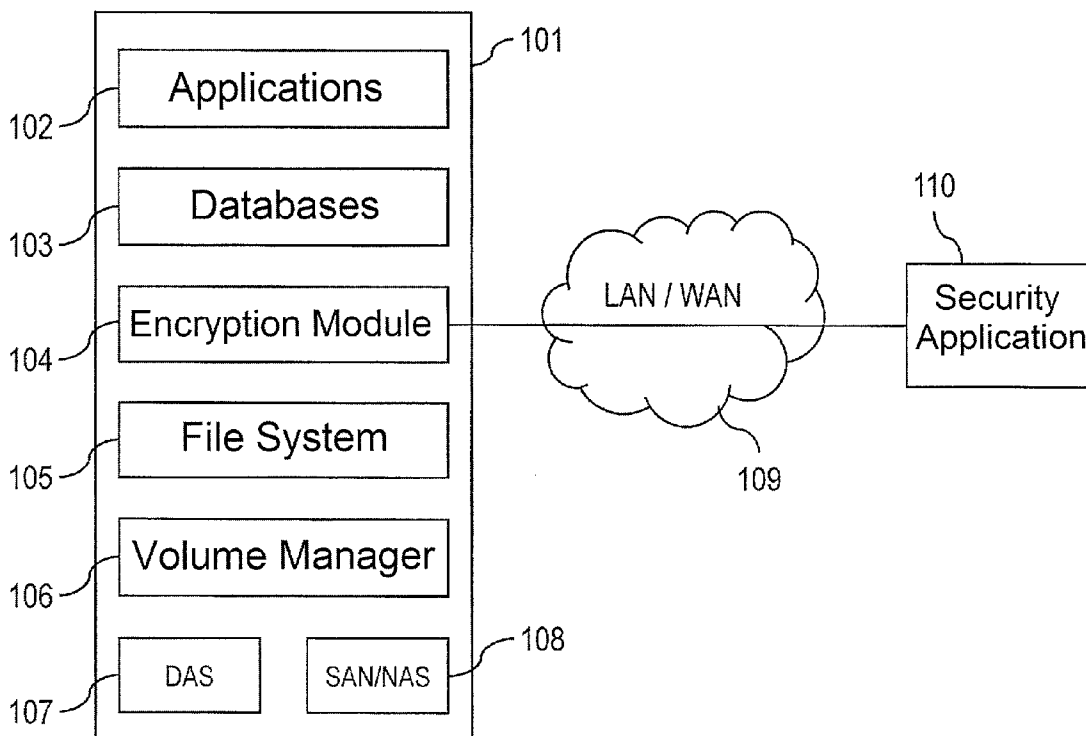 101
Applications
102
Databases
103
110
LAN / WAN
Security
Application
Encryption Module
104
File System
105
109
Volume Manager
106
108
DAS
SAN/NAS
107